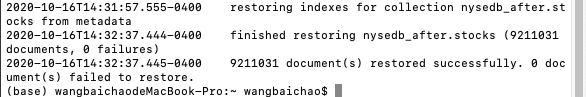 2020-10-16T14:31:57.555-0400    restoring indexes for collection nysedb_after.st
ocks from metadata
2020-10-16T14:32:37.444-0400    finished restoring nysedb_after.stocks (9211031
documents, 0 failures)
2020-10-16T14:32:37.445-0400    9211031 document(s) restored successfully. 0 doc
ument(s) failed to restore.
(base) wangbaichaodeMacBook-Pro:~ wangbaichao$